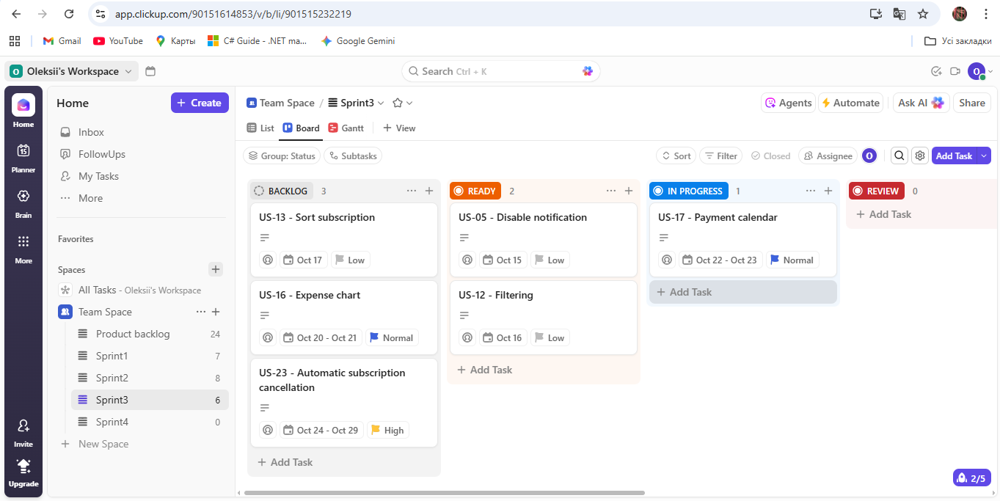 app.clickup.com/90151614853/v/b/li/901515232219
Gmail
YouTube
Карты
C# Guide - .NET ma...
Google Gemini
Усі закладки
O
Oleksii's Workspace
Search Ctrl + K
O
Home
Planner
15
Brain
More
Invite
Upgrade
Home
+ Create
Inbox
FollowUps
My Tasks
More
Favorites
Spaces
All Tasks - Oleksii's Workspace
Team Space
Product backlog 24
Sprint1 7
Sprint2 8
Sprint3 6
Sprint4 0
+ New Space
Team Space / Sprint3
Agents
Automate
Ask AI
Share
List
Board
Gantt
+ View
Group: Status
Subtasks
Sort
Filter
Closed
Assignee
O
Add Task
BACKLOG 3
US-13 - Sort subscription
Oct 17
Low
US-16 - Expense chart
Oct 20 - Oct 21
Normal
US-23 - Automatic subscription
cancellation
Oct 24 - Oct 29
High
+ Add Task
READY 2
US-05 - Disable notification
Oct 15
Low
US-12 - Filtering
Oct 16
Low
+ Add Task
IN PROGRESS 1
US-17 - Payment calendar
Oct 22 - Oct 23
Normal
+ Add Task
REVIEW 0
+ Add Task
2/5